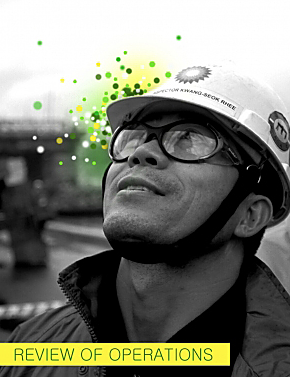 INSPECTOR KWANG-SEOK RHEE
REVIEW OF OPERATIONS